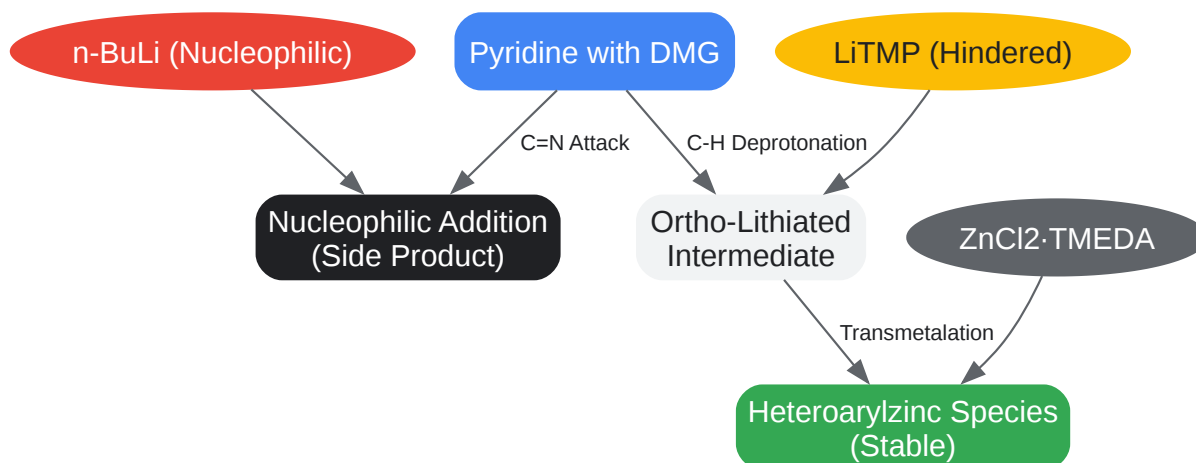 n-BuLi (Nucleophilic)
Pyridine with DMG
LiTMP (Hindered)
C=N Attack
C-H Deprotonation
Nucleophilic Addition
(Side Product)
Ortho-Lithiated
Intermediate
ZnCl2·TMEDA
Transmetalation
Heteroarylzinc Species
(Stable)